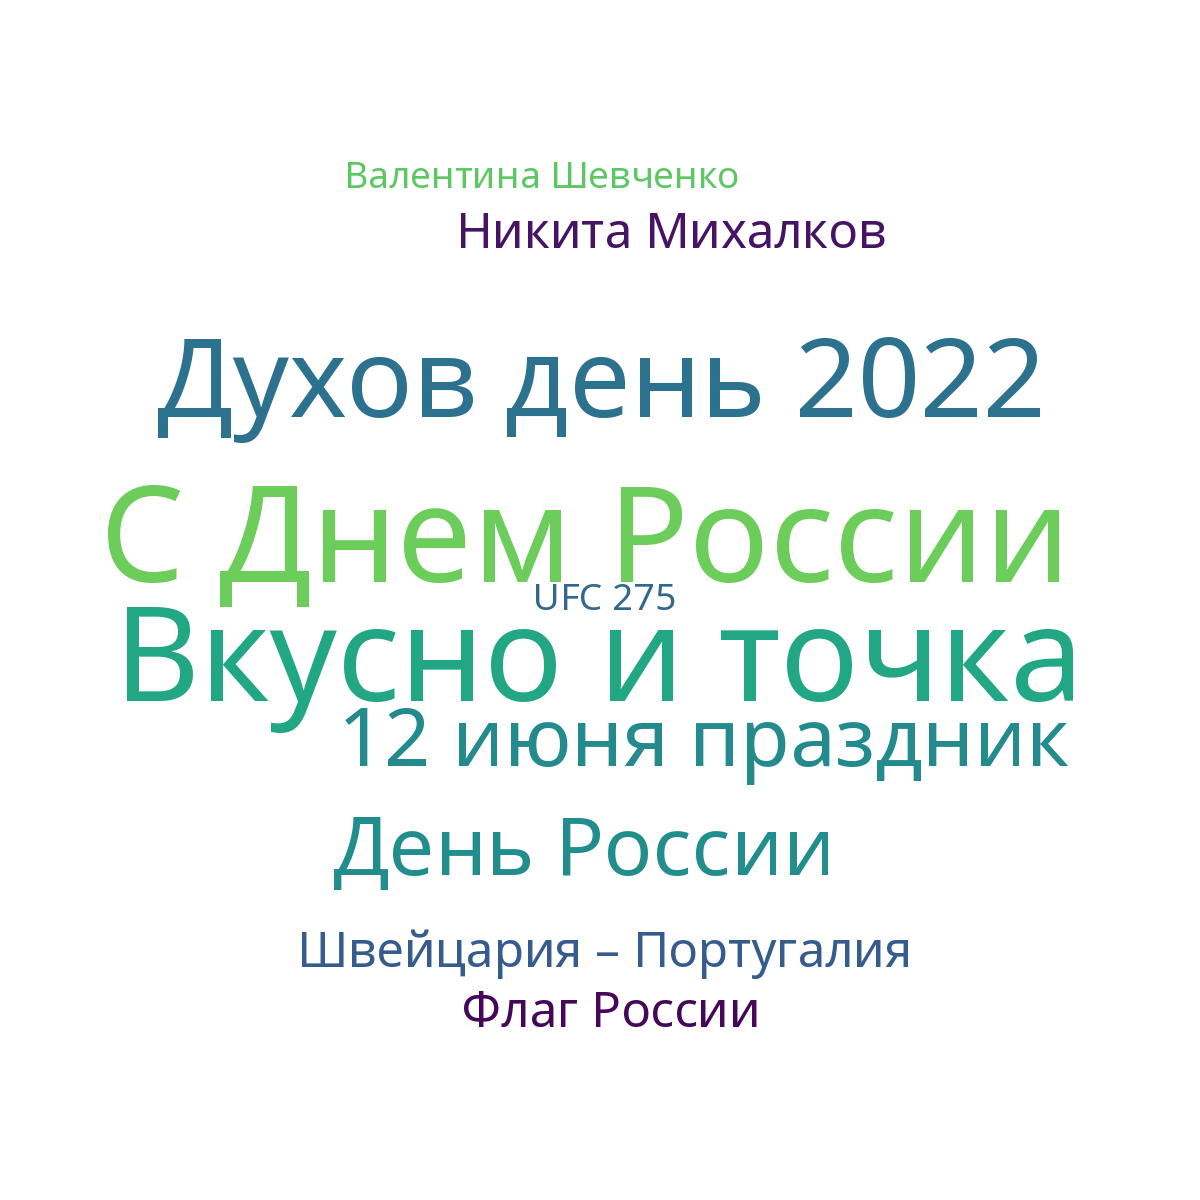 Валентина Шевченко
Никита Михалков
Духов день 2022
С Днем России
UFC 275
Вкусно и точка
12 июня праздник
День России
Швейцария – Португалия
Флаг России